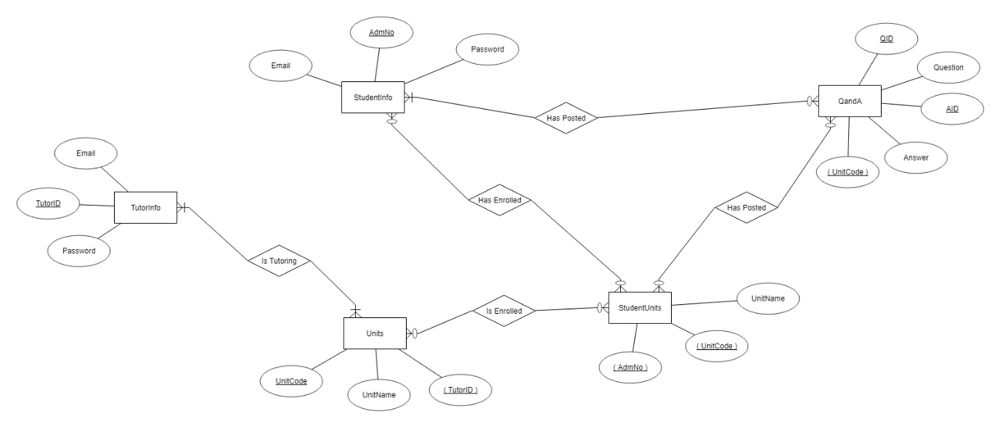 AdmNo
Email
Password
StudentInfo
Has Posted
QID
Question
QandA
AID
Answer
( UnitCode )
Email
TutorID
TutorInfo
Password
Has Enrolled
Has Posted
Is Tutoring
Is Enrolled
StudentUnits
UnitName
( UnitCode )
( AdmNo )
Units
UnitCode
UnitName
( TutorID )